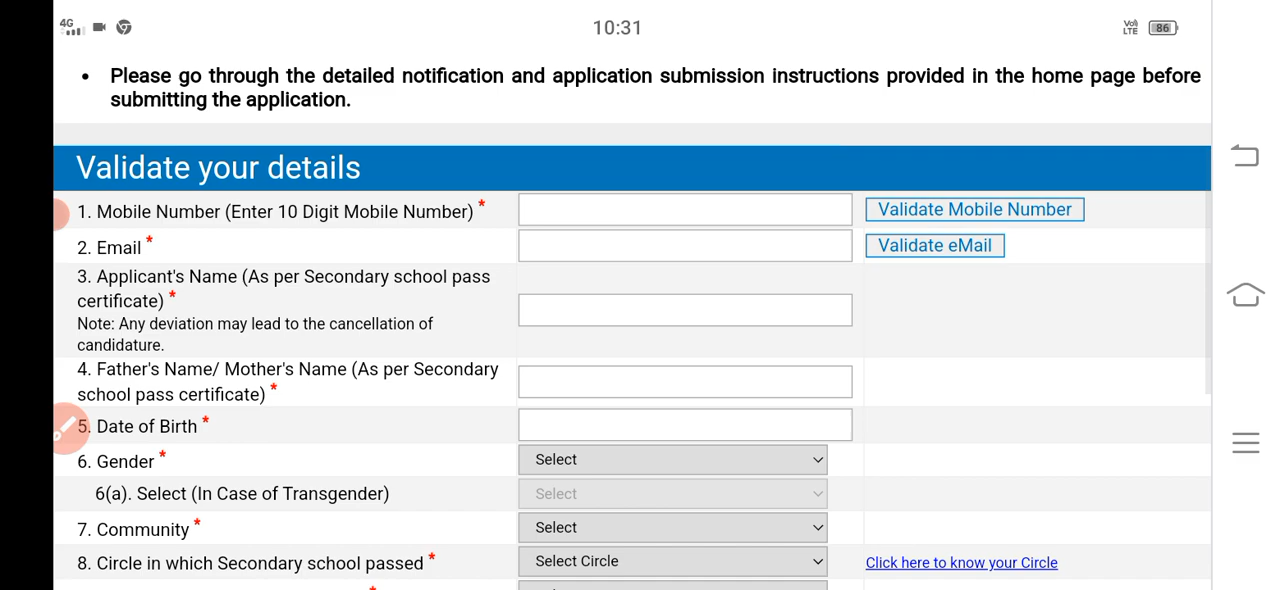 4G
10:31
Vo)
LTE
86
• Please go through the detailed notification and application submission instructions provided in the home page before
submitting the application.
Validate your details
1. Mobile Number (Enter 10 Digit Mobile Number) * Validate Mobile Number
2. Email * Validate eMail
3. Applicant's Name (As per Secondary school pass
certificate) *
Note: Any deviation may lead to the cancellation of
candidature.
4. Father's Name/ Mother's Name (As per Secondary
school pass certificate) *
5. Date of Birth *
6. Gender * Select
6(a). Select (In Case of Transgender) Select
7. Community * Select
8. Circle in which Secondary school passed * Select Circle Click here to know your Circle